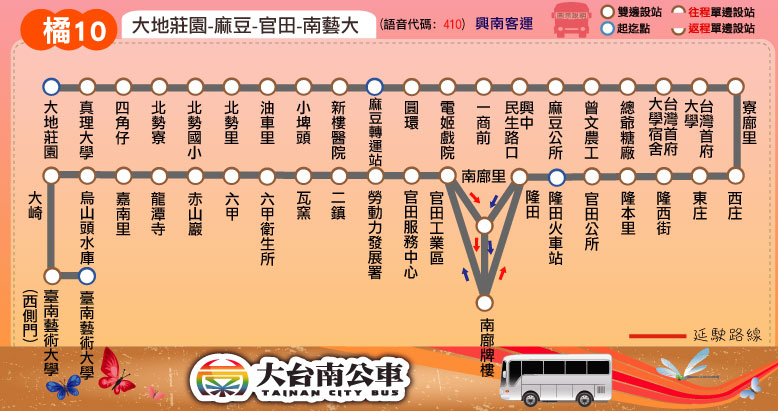 橘10
大地莊園-麻豆-官田-南藝大
(語音代碼：410)
興南客運
雙邊設站
往程單邊設站
起迄點
返程單邊設站
大地莊園
真理大學
四角仔
北勢寮
北勢國小
北勢里
油車里
小埤頭
新樓醫院
麻豆轉運站
圓環
電姬戲院
一商前
興中
民生路口
麻豆公所
曾文農工
總爺糖廠
台灣首府
大學宿舍
台灣首府
大學
寮廍里
西庄
東庄
隆西街
隆本里
官田公所
隆田火車站
隆田
南廍里
南廍牌樓
官田工業區
官田服務中心
勞動力發展署
二鎮
瓦窯
六甲衛生所
六甲
赤山巖
龍潭寺
嘉南里
烏山頭水庫
大崎
臺南藝術大學
(西側門)
臺南藝術大學
延駛路線
大台南公車
TAINAN CITY BUS